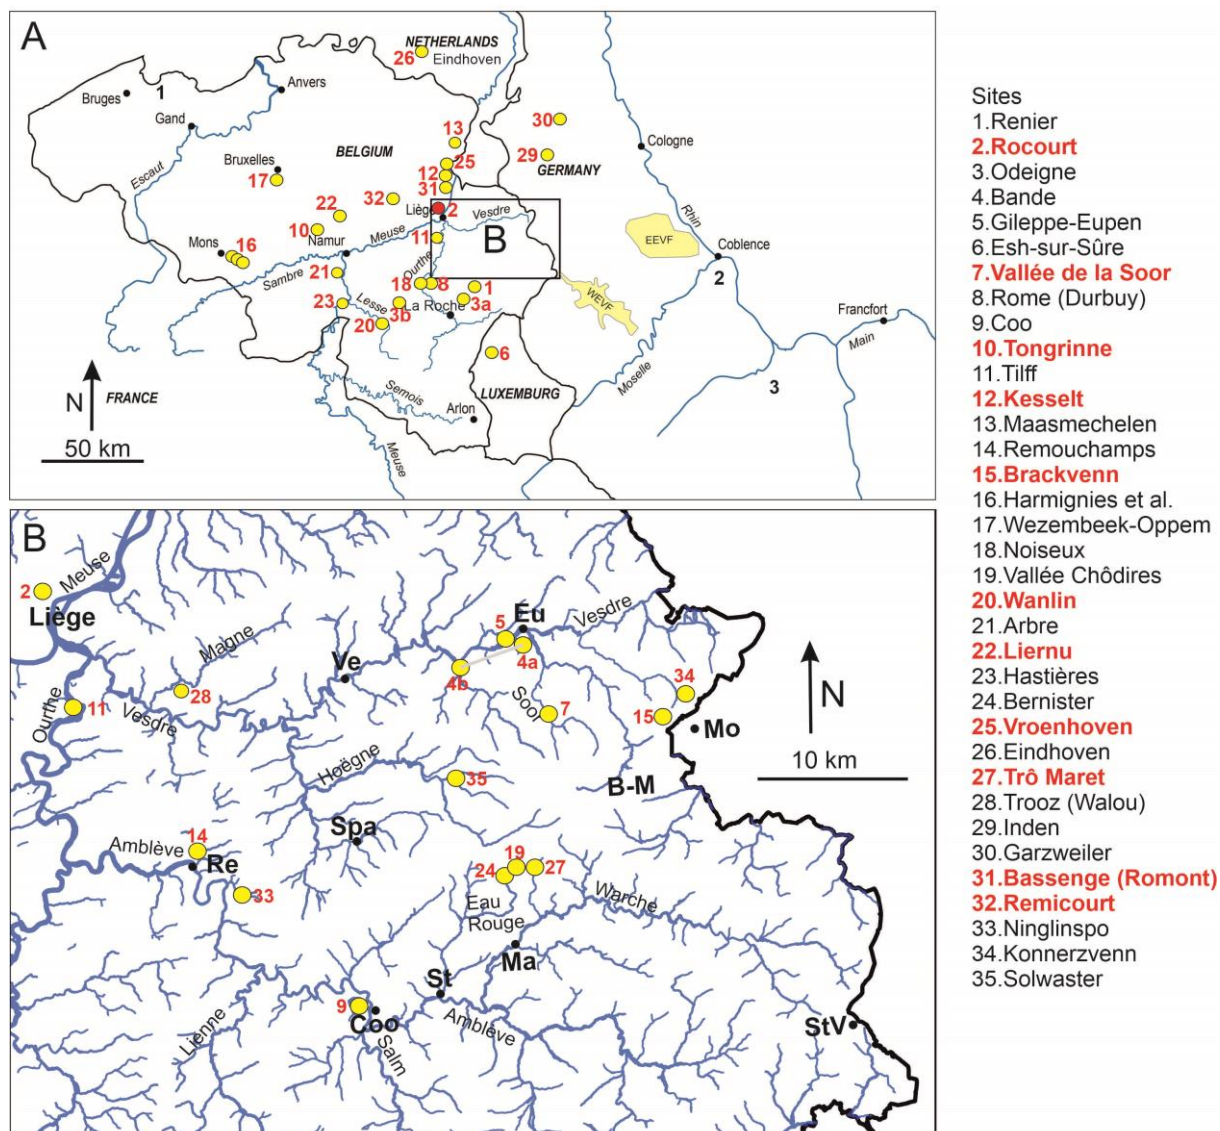 A
NETHERLANDS
26 Eindhoven
Bruges
1
Anvers
Gand
13
30
Cologne
Escaut
Bruxelles
BELGIUM
25
29
GERMANY
17
12
31
32
Liège
2
Vesdre
Rhin
22
10
Namur
Meuse
11
B
EEVF
Coblence
Mons
16
Sambre
21
Ourthe
18
8
1
2
23
Lesse
3b
La Roche
3a
WEVF
Francfort
Main
20
6
Moselle
3
N
FRANCE
Semois
LUXEMBURG
Arlon
50 km
Meuse
B
Meuse
2
Liège
Magne
Eu
Vesdre
5
4a
Ve
4b
34
28
Soor
N
Ourthe
11
Vesdre
7
15
Mo
10 km
Hoëgne
35
B-M
Spa
14
Amblève
Re
19
24
27
33
Eau
Rouge
Warche
Ma
St
9
Coo
Amblève
Lienne
Salm
StV
Sites
1.Renier
2.Rocourt
3.Odeigne
4.Bande
5.Gileppe-Eupen
6.Esh-sur-Sûre
7.Vallée de la Soor
8.Rome (Durbuy)
9.Coo
10.Tongrinne
11.Tilff
12.Kesselt
13.Maasmechelen
14.Remouchamps
15.Brackvenn
16.Harmignies et al.
17.Wezembeek-Oppem
18.Noiseux
19.Vallée Chôdires
20.Wanlin
21.Arbre
22.Liernu
23.Hastières
24.Bernister
25.Vroenhoven
26.Eindhoven
27.Trô Maret
28.Trooz (Walou)
29.Inden
30.Garzweiler
31.Bassenge (Romont)
32.Remicourt
33.Ninglinspo
34.Konnerzvenn
35.Solwaster